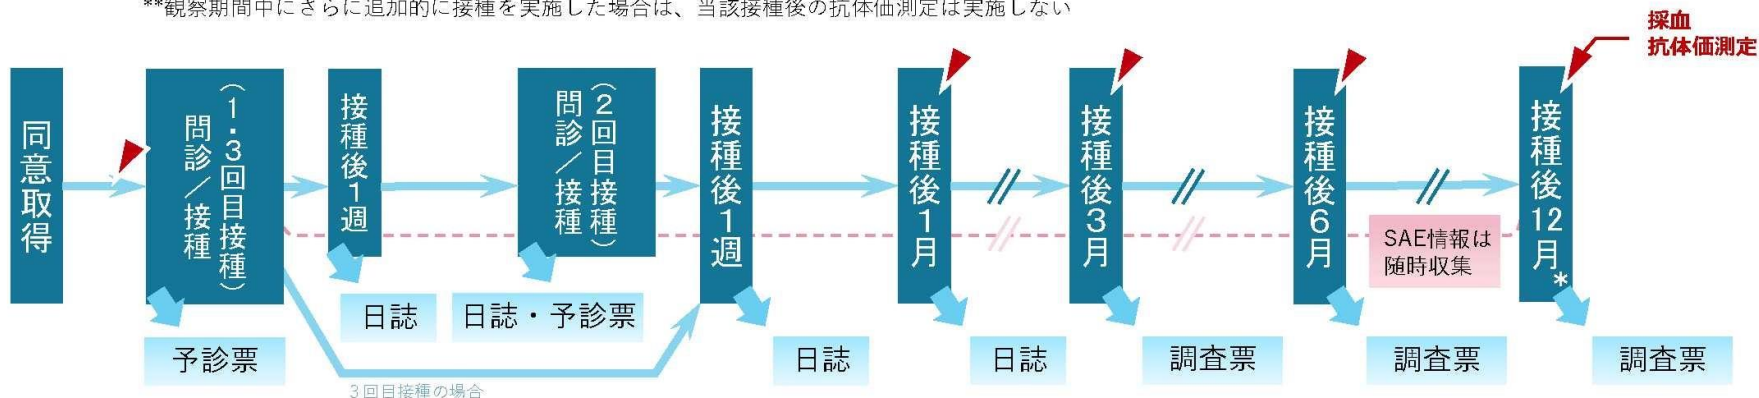 **観察期間中にさらに追加的に接種を実施した場合は、当該接種後の抗体価測定は実施しない
採血
抗体価測定
同意取得
（1・3回目接種）
問診／接種
接種後1週
（2回目接種）
問診／接種
接種後1週
接種後1月
接種後3月
接種後6月
接種後12月*
SAE情報は
随時収集
予診票
日誌
日誌・予診票
日誌
日誌
調査票
調査票
調査票
3回目接種の場合